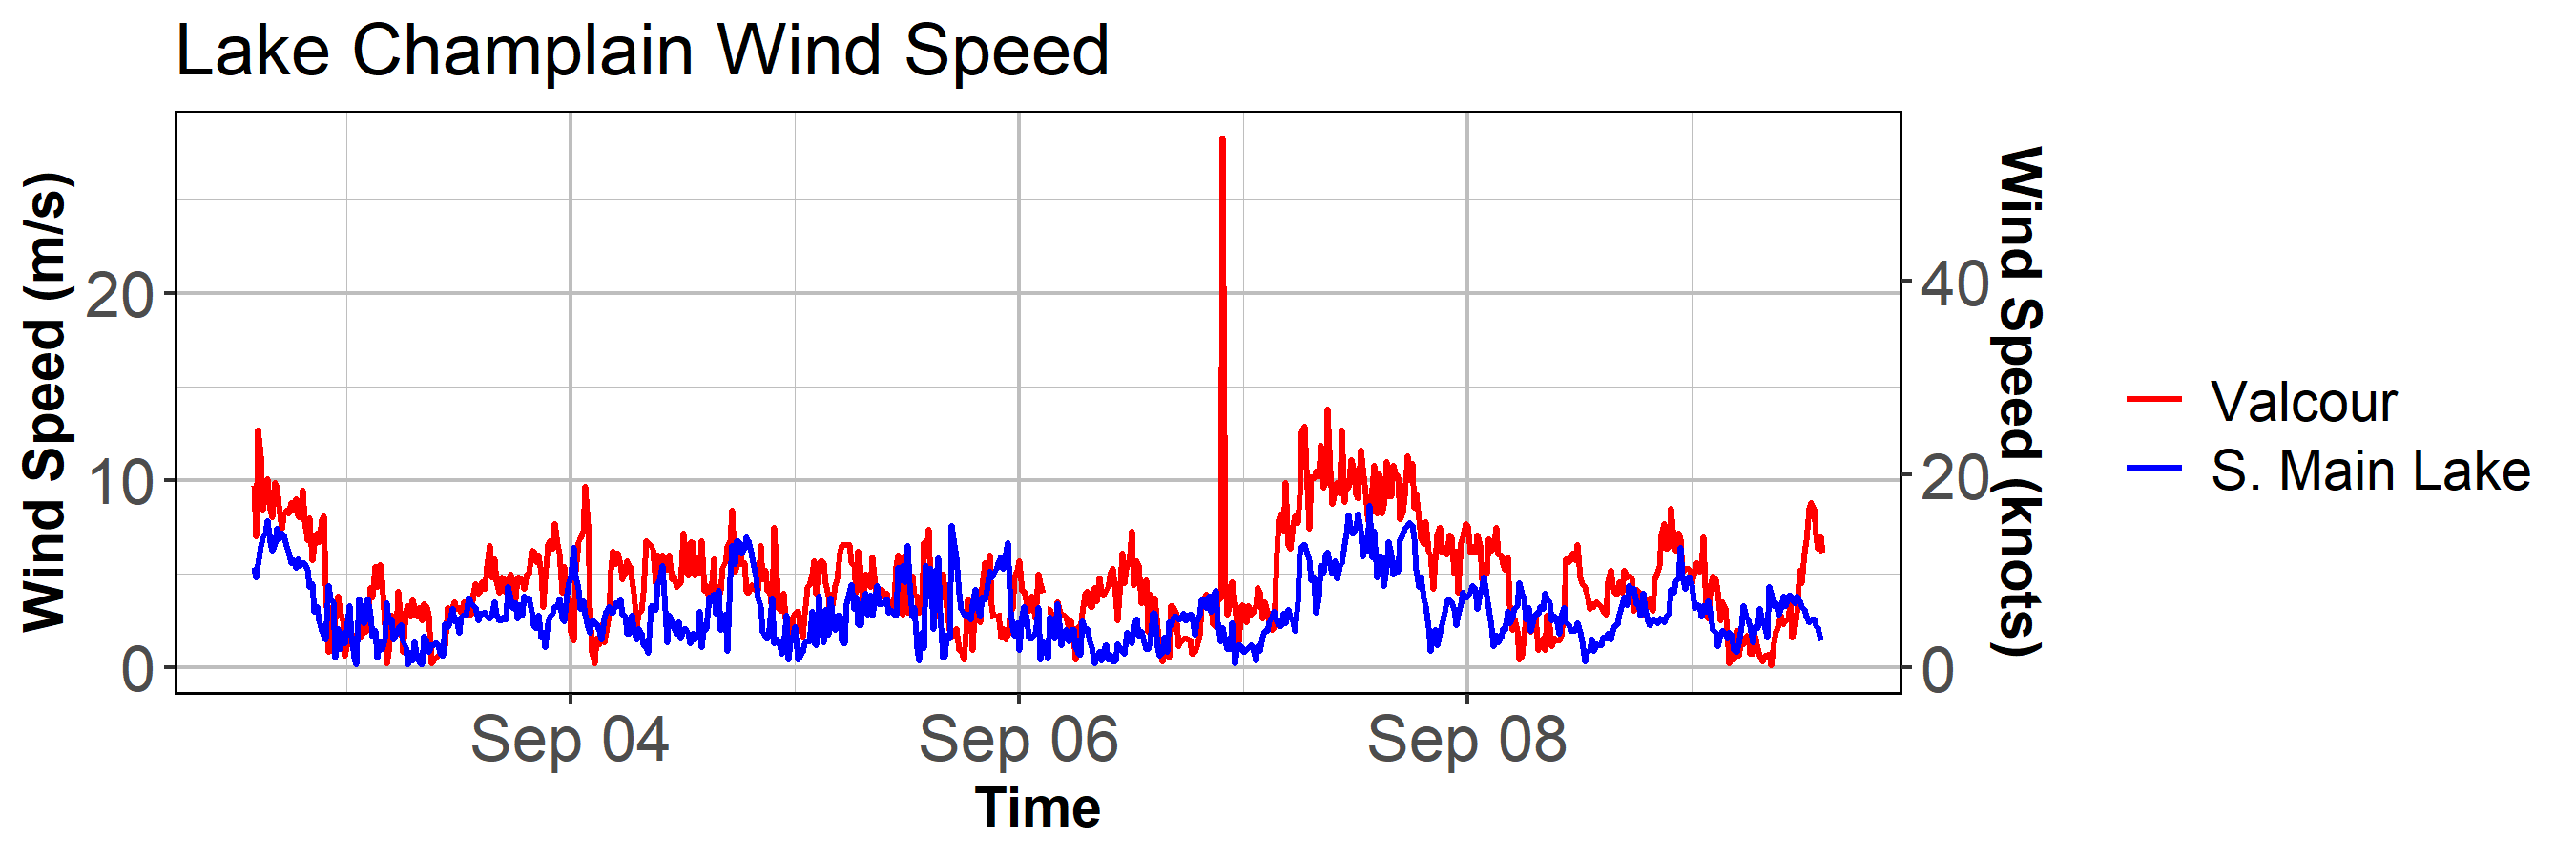 Lake Champlain Wind Speed
Wind Speed (m/s)
20
10
0
40
20
0
Wind Speed (knots)
Sep 04
Sep 06
Sep 08
Time
Valcour
S. Main Lake